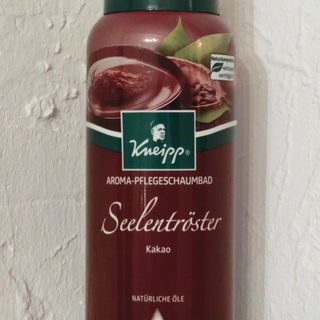 Kneipp®
AROMA-PFLEGESCHAUMBAD
Seelentröster
Kakao
NATÜRLICHE ÖLE